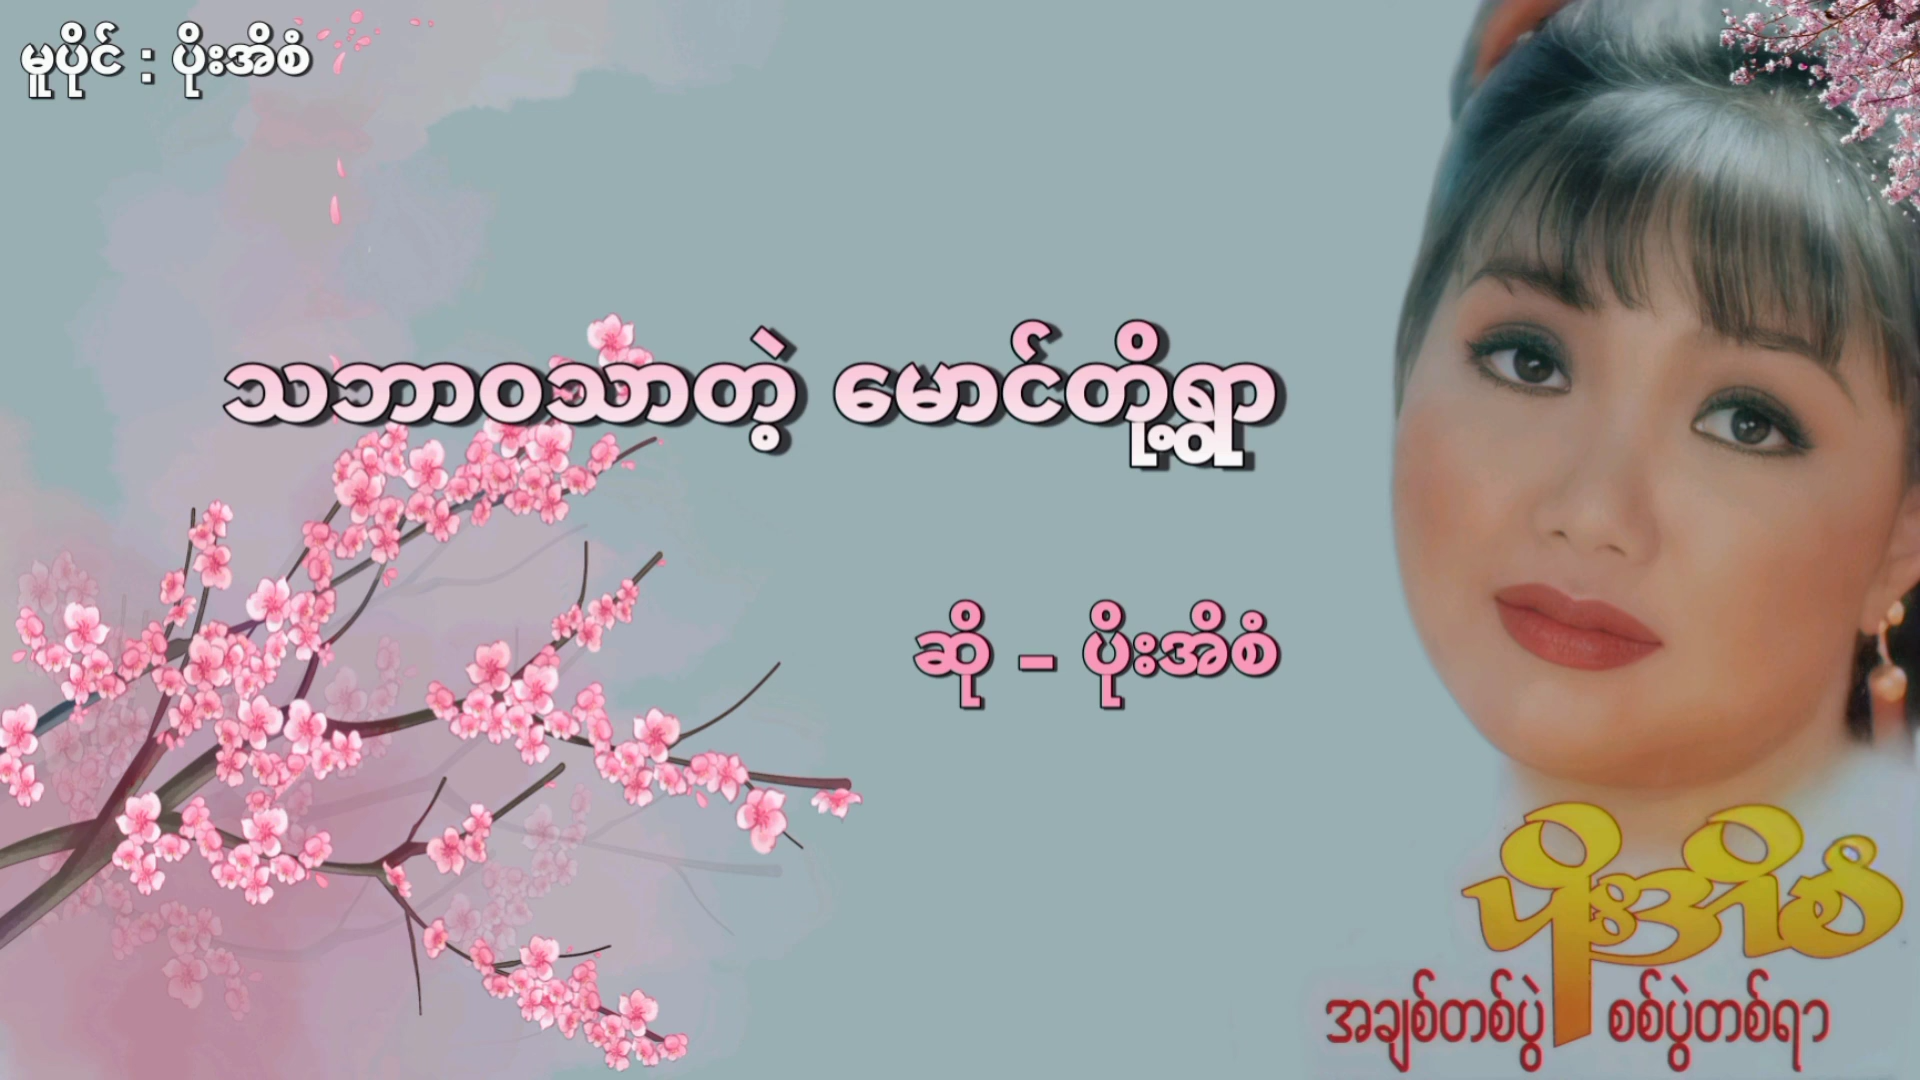 မူပိုင် : ပိုးအိစံ
သဘာဝသာတဲ့ မောင်တို့ရွာ
ဆို - ပိုးအိစံ
ပိုးအိစံ
အချစ်တစ်ပွဲ စစ်ပွဲတစ်ရာ